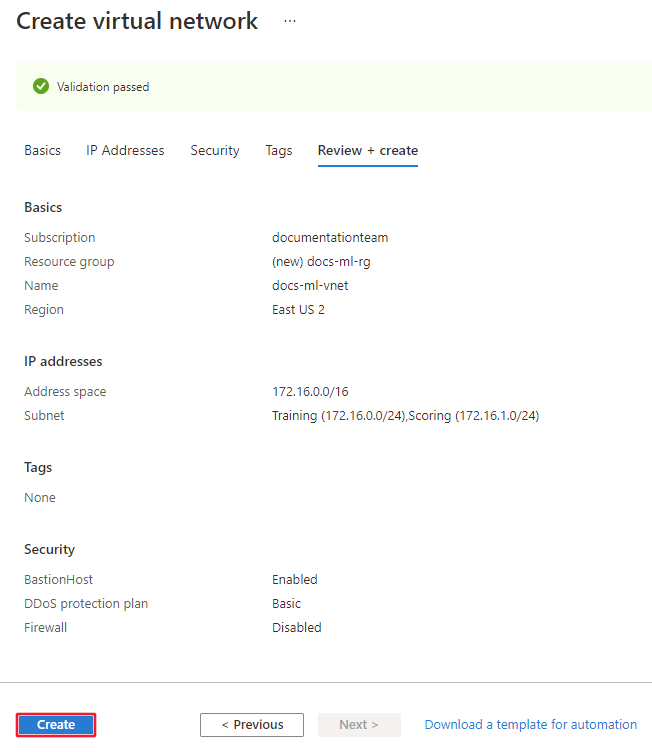 Create virtual network ...
Validation passed
Basics IP Addresses Security Tags Review + create
Basics
Subscription documentationteam
Resource group (new) docs-ml-rg
Name docs-ml-vnet
Region East US 2
IP addresses
Address space 172.16.0.0/16
Subnet Training (172.16.0.0/24),Scoring (172.16.1.0/24)
Tags
None
Security
BastionHost Enabled
DDoS protection plan Basic
Firewall Disabled
Create < Previous Next > Download a template for automation